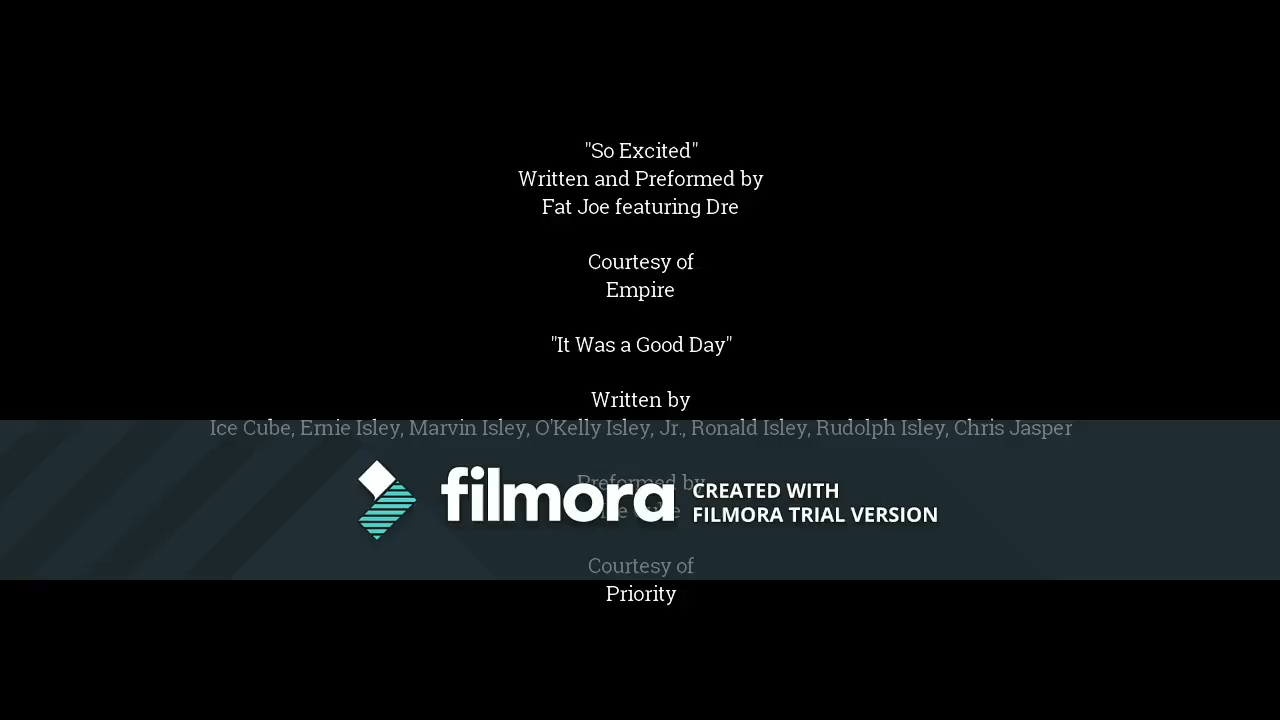 "So Excited"
Written and Preformed by
Fat Joe featuring Dre
Courtesy of
Empire
"It Was a Good Day"
Written by
Ice Cube, Ernie Isley, Marvin Isley, O'Kelly Isley, Jr., Ronald Isley, Rudolph Isley, Chris Jasper
Preformed by
filmora
CREATED WITH
FILMORA TRIAL VERSION
Courtesy of
Priority